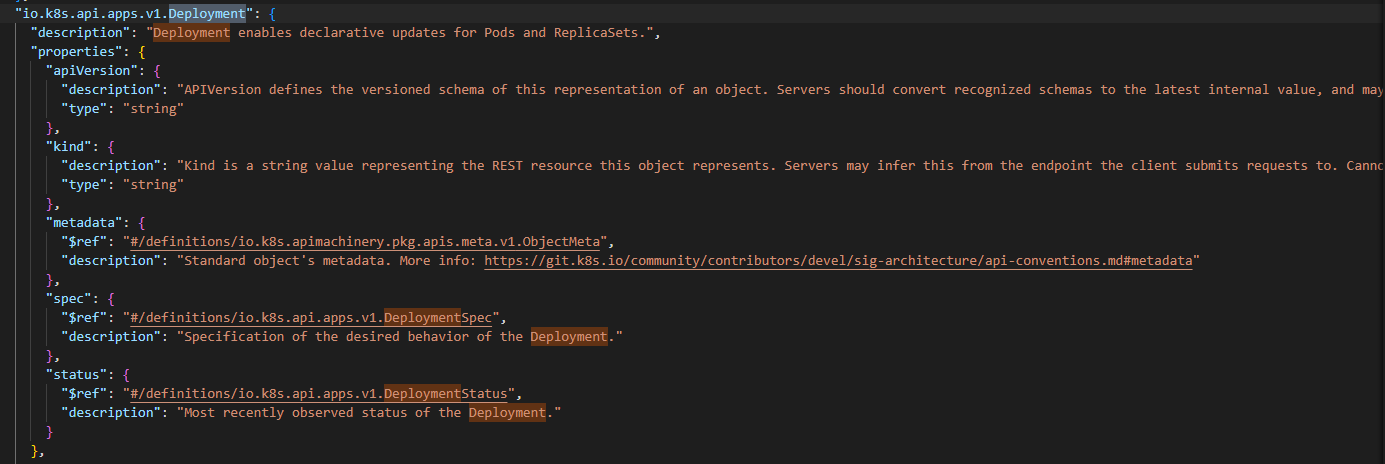 "io.k8s.api.apps.v1.Deployment": {
"description": "Deployment enables declarative updates for Pods and ReplicaSets.",
"properties": {
"apiVersion": {
"description": "APIVersion defines the versioned schema of this representation of an object. Servers should convert recognized schemas to the latest internal value, and may
"type": "string"
},
"kind": {
"description": "Kind is a string value representing the REST resource this object represents. Servers may infer this from the endpoint the client submits requests to. Canno
"type": "string"
},
"metadata": {
"$ref": "#/definitions/io.k8s.apimachinery.pkg.apis.meta.v1.ObjectMeta",
"description": "Standard object's metadata. More info: https://git.k8s.io/community/contributors/devel/sig-architecture/api-conventions.md#metadata"
},
"spec": {
"$ref": "#/definitions/io.k8s.api.apps.v1.DeploymentSpec",
"description": "Specification of the desired behavior of the Deployment."
},
"status": {
"$ref": "#/definitions/io.k8s.api.apps.v1.DeploymentStatus",
"description": "Most recently observed status of the Deployment."
}
},